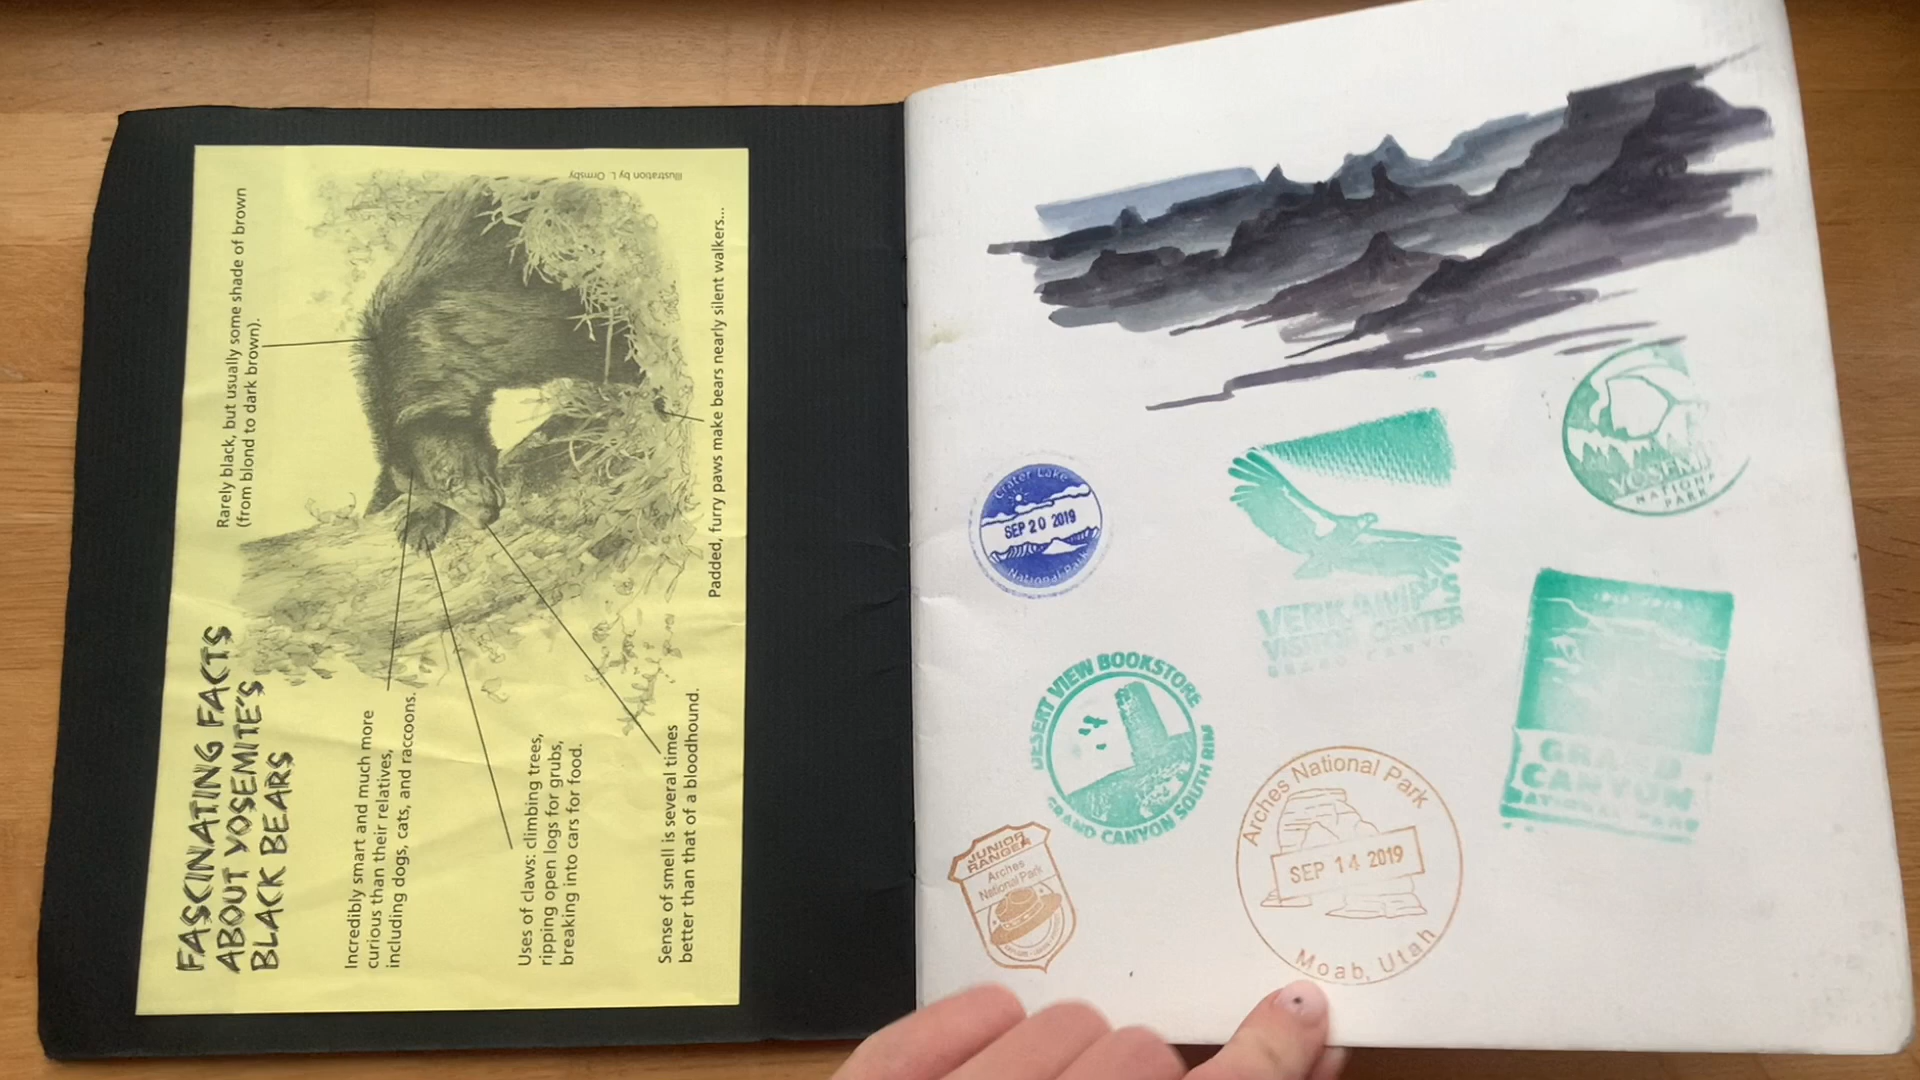 FASCINATING FACTS
ABOUT YOSEMITE'S
BLACK BEARS
Rarely black, but usually some shade of brown
(from blond to dark brown).
Incredibly smart and much more
curious than their relatives,
including dogs, cats, and raccoons.
Uses of claws: climbing trees,
ripping open logs for grubs,
breaking into cars for food.
Sense of smell is several times
better than that of a bloodhound.
Padded, furry paws make bears nearly silent walkers...
Illustration by L. Ormsby
Crater Lake
SEP 20 2019
National Park
VERKAMP'S
VISITOR CENTER
GRAND CANYON
YOSEMITE
NATIONAL
PARK
DESERT VIEW BOOKSTORE
GRAND CANYON SOUTH RIM
GRAND
CANYON
NATIONAL PARK
JUNIOR
RANGER
Arches
National Park
Arches National Park
SEP 14 2019
Moab, Utah